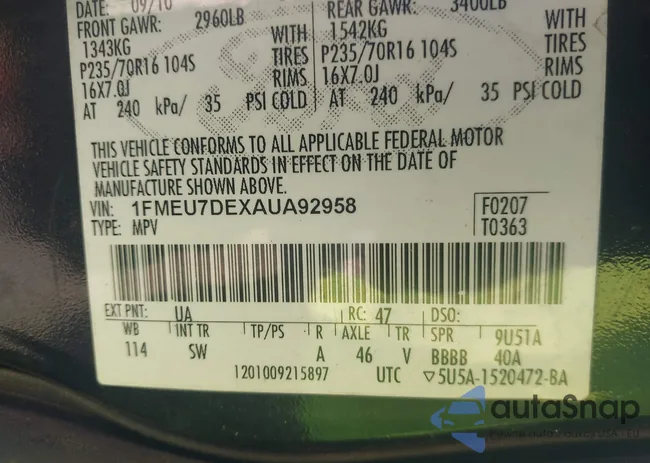 DATE: 09/10
FRONT GAWR: 2960LB
1343KG WITH
P235/70R16 104S TIRES
16X7.0J RIMS
AT 240 kPa/ 35 PSI COLD
REAR GAWR: 3400LB
1542KG WITH
P235/70R16 104S TIRES
16X7.0J RIMS
AT 240 kPa/ 35 PSI COLD
THIS VEHICLE CONFORMS TO ALL APPLICABLE FEDERAL MOTOR
VEHICLE SAFETY STANDARDS IN EFFECT ON THE DATE OF
MANUFACTURE SHOWN ABOVE.
VIN: 1FMEU7DEXAUA92958 F0207
TYPE: MPV T0363
EXT PNT: UA RC: 47 DSO:
WB INT TR TP/PS R AXLE TR SPR 9U51A
114 SW A 46 V BBBB 40A
1201009215897 UTC ▽5U5A-1520472-BA
autaSnap